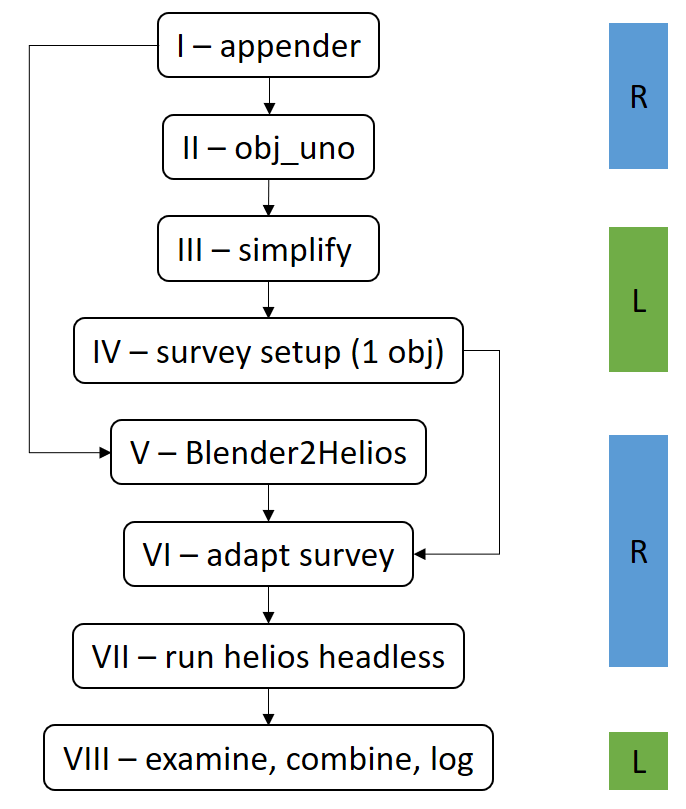 I – appender
R
II – obj_uno
III – simplify
L
IV – survey setup (1 obj)
V – Blender2Helios
VI – adapt survey
R
VII – run helios headless
VIII – examine, combine, log
L